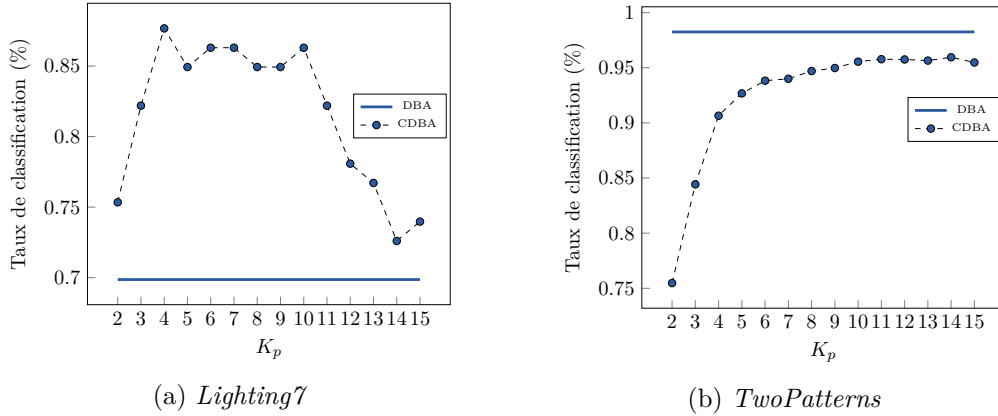 0.85
0.8
0.75
0.7
Taux de classification (%)
DBA
CDBA
2 3 4 5 6 7 8 9 10 11 12 13 14 15
K_p
(a) Lighting7
1
0.95
0.9
0.85
0.8
0.75
Taux de classification (%)
DBA
CDBA
2 3 4 5 6 7 8 9 10 11 12 13 14 15
K_p
(b) TwoPatterns